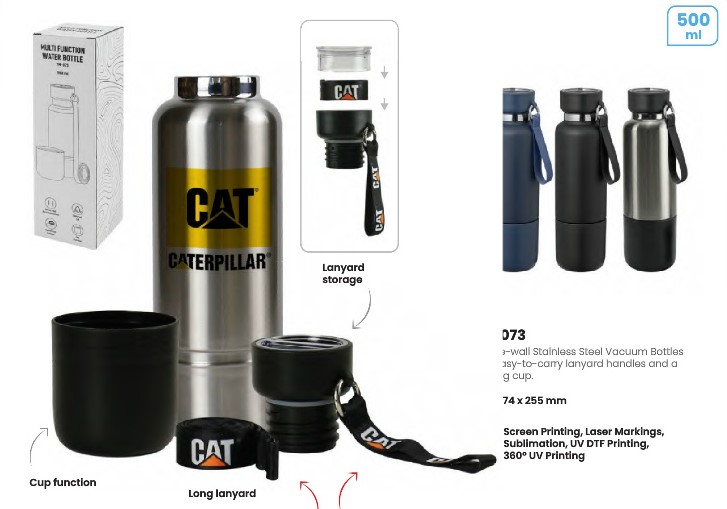 500
ml
MULTI FUNCTION
WATER BOTTLE
CAT
CATERPILLAR
CAT
CAT
CAT
Lanyard
storage
CAT
CAT
Cup function
Long lanyard
073
e-wall Stainless Steel Vacuum Bottles
asy-to-carry lanyard handles and a
g cup.
74 x 255 mm
Screen Printing, Laser Markings,
Sublimation, UV DTF Printing,
360° UV Printing